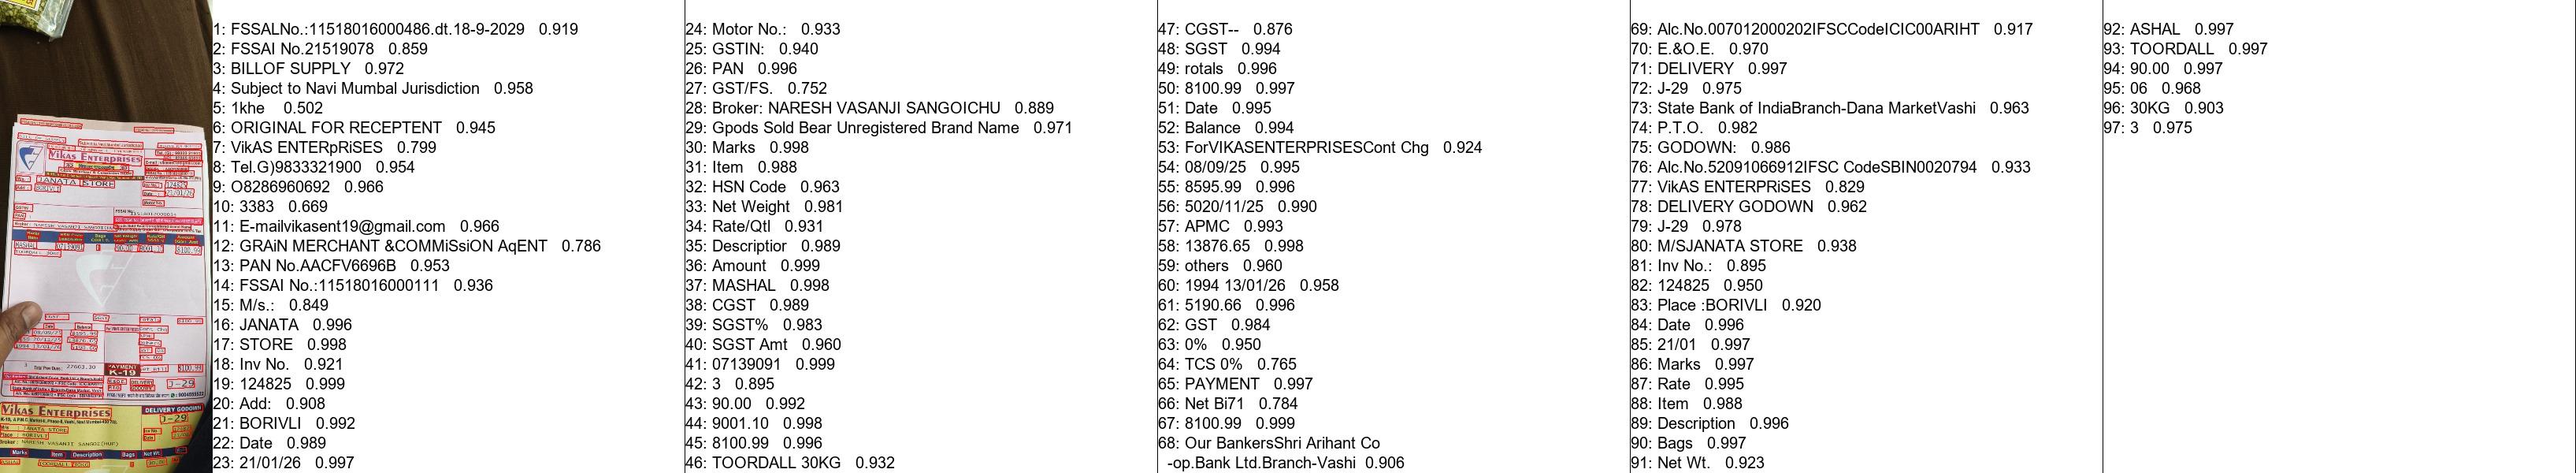 1: FSSALNo.:11518016000486.dt.18-9-2029 0.919
2: FSSAI No.21519078 0.859
3: BILLOF SUPPLY 0.972
4: Subject to Navi Mumbal Jurisdiction 0.958
5: 1khe 0.502
6: ORIGINAL FOR RECEPTENT 0.945
7: VikAS ENTERpRiSES 0.799
8: Tel.G)9833321900 0.954
9: O8286960692 0.966
10: 3383 0.669
11: E-mailvikasent19@gmail.com 0.966
12: GRAiN MERCHANT &COMMiSsiON AqENT 0.786
13: PAN No.AACFV6696B 0.953
14: FSSAI No.:11518016000111 0.936
15: M/s.: 0.849
16: JANATA 0.996
17: STORE 0.998
18: Inv No. 0.921
19: 124825 0.999
20: Add: 0.908
21: BORIVLI 0.992
22: Date 0.989
23: 21/01/26 0.997
24: Motor No.: 0.933
25: GSTIN: 0.940
26: PAN 0.996
27: GST/FS. 0.752
28: Broker: NARESH VASANJI SANGOICHU 0.889
29: Gpods Sold Bear Unregistered Brand Name 0.971
30: Marks 0.998
31: Item 0.988
32: HSN Code 0.963
33: Net Weight 0.981
34: Rate/Qtl 0.931
35: Descriptior 0.989
36: Amount 0.999
37: MASHAL 0.998
38: CGST 0.989
39: SGST% 0.983
40: SGST Amt 0.960
41: 07139091 0.999
42: 3 0.895
43: 90.00 0.992
44: 9001.10 0.998
45: 8100.99 0.996
46: TOORDALL 30KG 0.932
47: CGST-- 0.876
48: SGST 0.994
49: rotals 0.996
50: 8100.99 0.997
51: Date 0.995
52: Balance 0.994
53: ForVIKASENTERPRISESCont Chg 0.924
54: 08/09/25 0.995
55: 8595.99 0.996
56: 5020/11/25 0.990
57: APMC 0.993
58: 13876.65 0.998
59: others 0.960
60: 1994 13/01/26 0.958
61: 5190.66 0.996
62: GST 0.984
63: 0% 0.950
64: TCS 0% 0.765
65: PAYMENT 0.997
66: Net Bi71 0.784
67: 8100.99 0.999
68: Our BankersShri Arihant Co
-op.Bank Ltd.Branch-Vashi 0.906
69: Alc.No.007012000202IFSCCodeICIC00ARIHT 0.917
70: E.&O.E. 0.970
71: DELIVERY 0.997
72: J-29 0.975
73: State Bank of IndiaBranch-Dana MarketVashi 0.963
74: P.T.O. 0.982
75: GODOWN: 0.986
76: Alc.No.52091066912IFSC CodeSBIN0020794 0.933
77: VikAS ENTERPRiSES 0.829
78: DELIVERY GODOWN 0.962
79: J-29 0.978
80: M/SJANATA STORE 0.938
81: Inv No.: 0.895
82: 124825 0.950
83: Place :BORIVLI 0.920
84: Date 0.996
85: 21/01 0.997
86: Marks 0.997
87: Rate 0.995
88: Item 0.988
89: Description 0.996
90: Bags 0.997
91: Net Wt. 0.923
92: ASHAL 0.997
93: TOORDALL 0.997
94: 90.00 0.997
95: 06 0.968
96: 30KG 0.903
97: 3 0.975